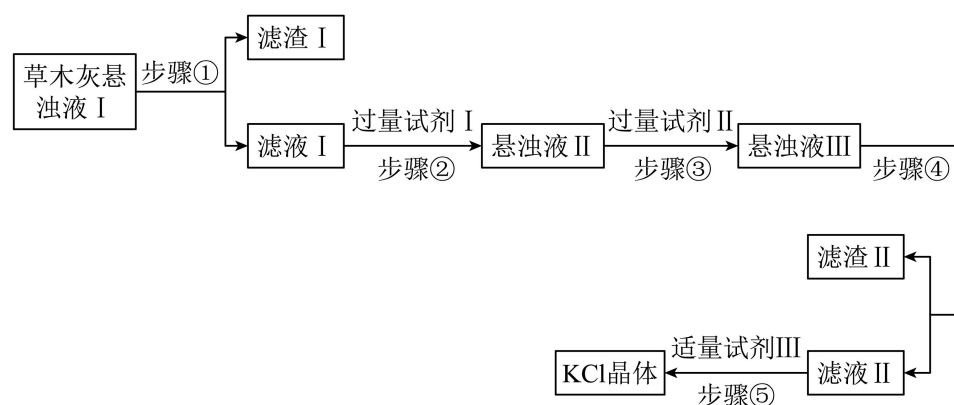 滤渣Ⅰ
草木灰悬
浊液Ⅰ
步骤①
滤液Ⅰ
过量试剂Ⅰ
步骤②
悬浊液Ⅱ
过量试剂Ⅱ
步骤③
悬浊液Ⅲ
步骤④
滤渣Ⅱ
KCl晶体
适量试剂Ⅲ
步骤⑤
滤液Ⅱ